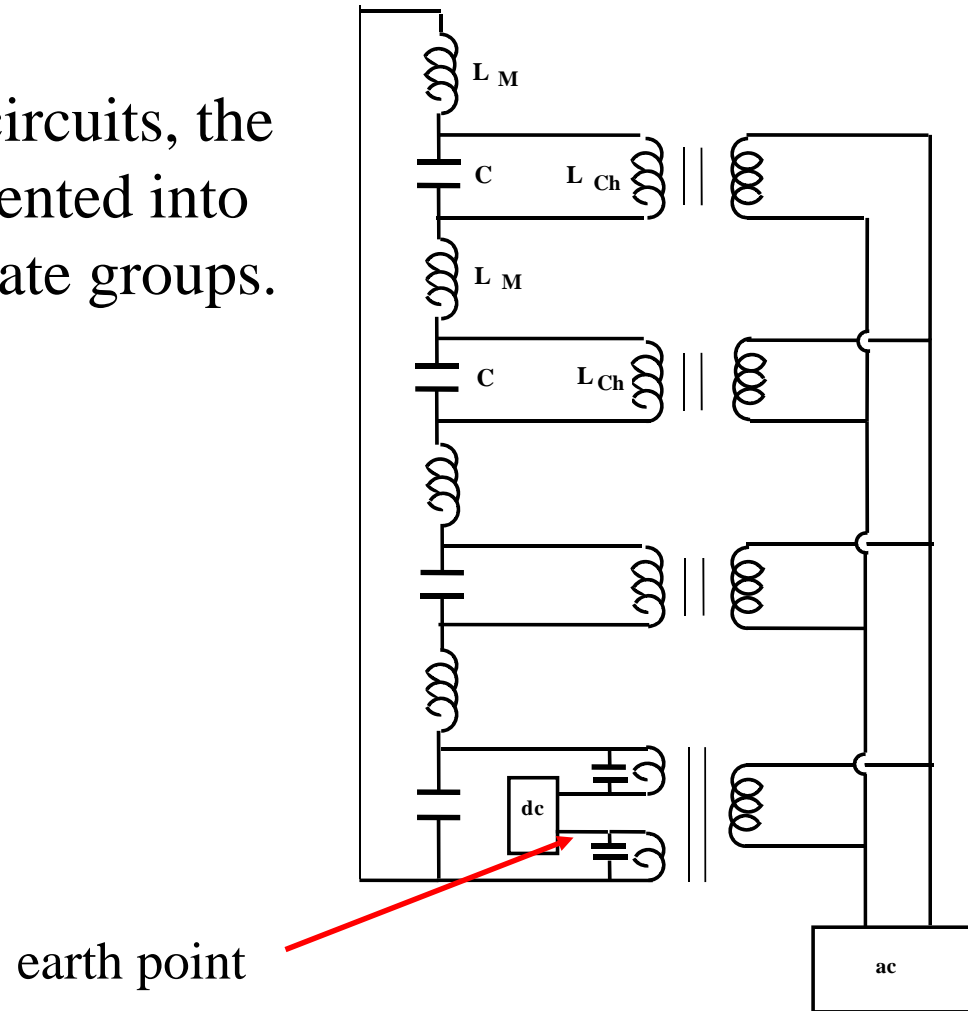 circuits, the
ented into
ate groups.
L M
C
L Ch
L M
C
L Ch
dc
earth point
ac